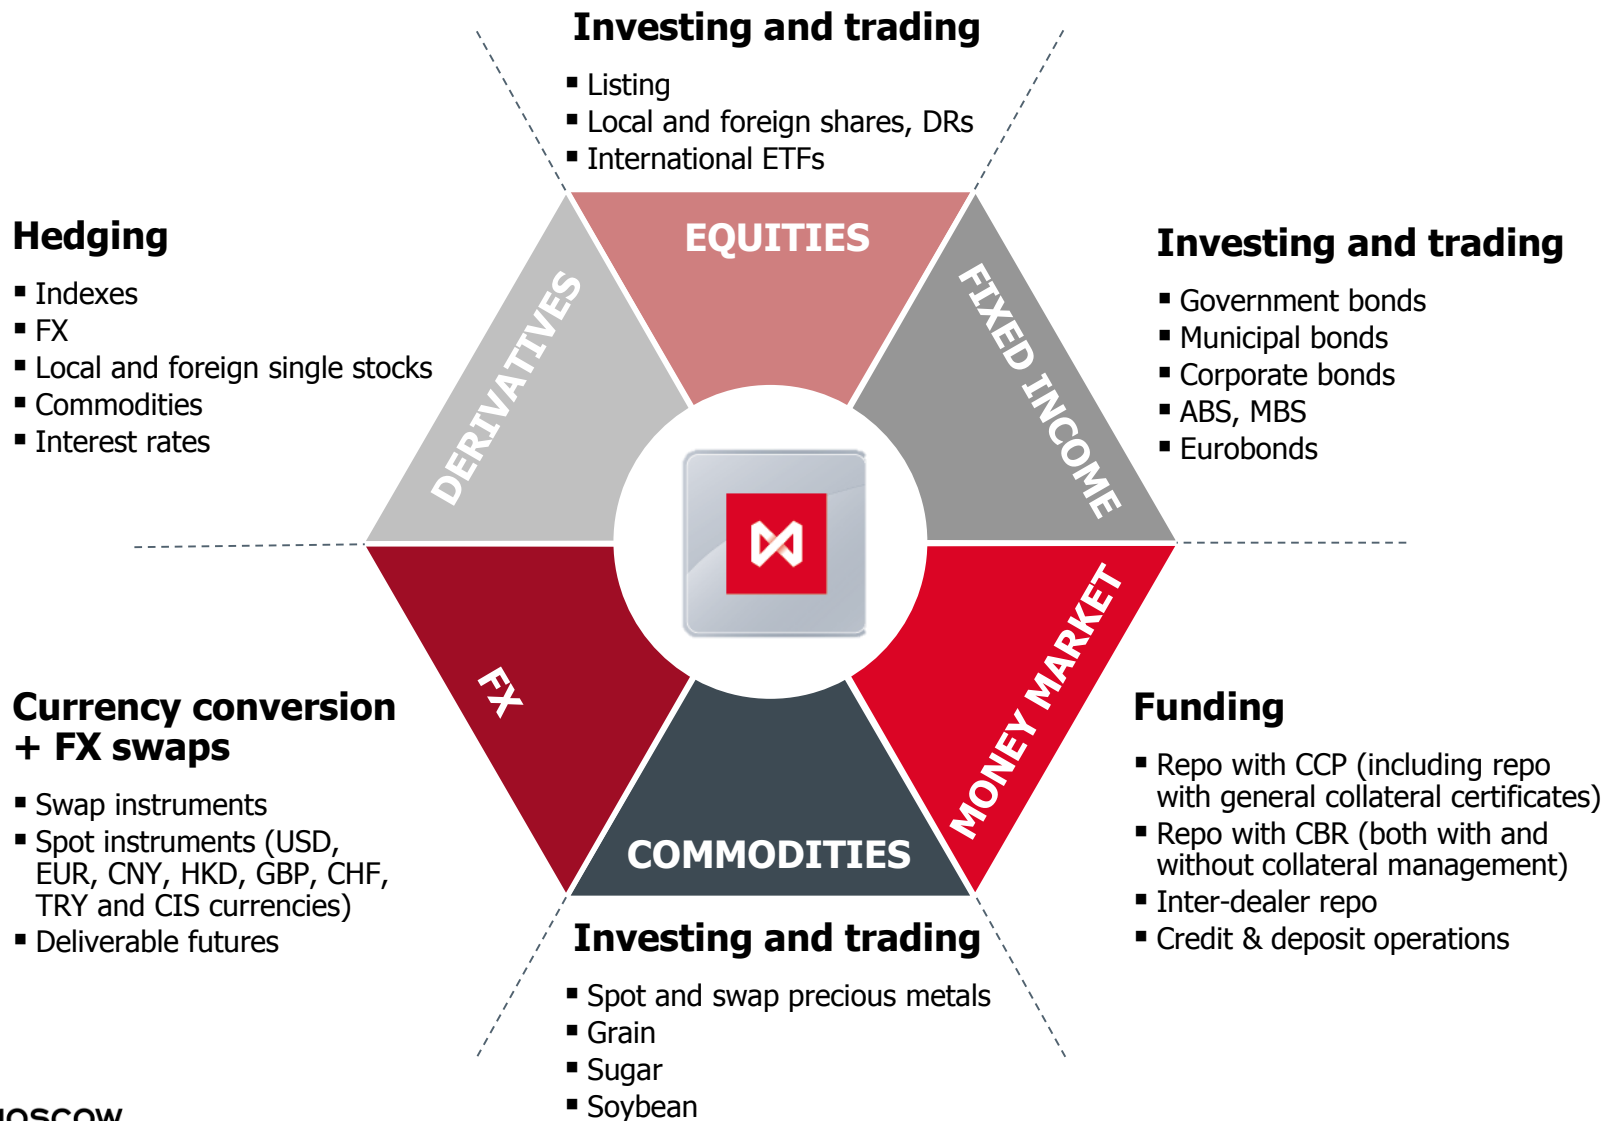 Investing and trading
▪ Listing
▪ Local and foreign shares, DRs
▪ International ETFs
EQUITIES
Hedging
▪ Indexes
▪ FX
▪ Local and foreign single stocks
▪ Commodities
▪ Interest rates
DERIVATIVES
FIXED INCOME
Investing and trading
▪ Government bonds
▪ Municipal bonds
▪ Corporate bonds
▪ ABS, MBS
▪ Eurobonds
FX
MONEY MARKET
Currency conversion
+ FX swaps
▪ Swap instruments
▪ Spot instruments (USD,
EUR, CNY, HKD, GBP, CHF,
TRY and CIS currencies)
▪ Deliverable futures
COMMODITIES
Funding
▪ Repo with CCP (including repo
with general collateral certificates)
▪ Repo with CBR (both with and
without collateral management)
▪ Inter-dealer repo
▪ Credit & deposit operations
Investing and trading
▪ Spot and swap precious metals
▪ Grain
▪ Sugar
▪ Soybean
MOSCOW